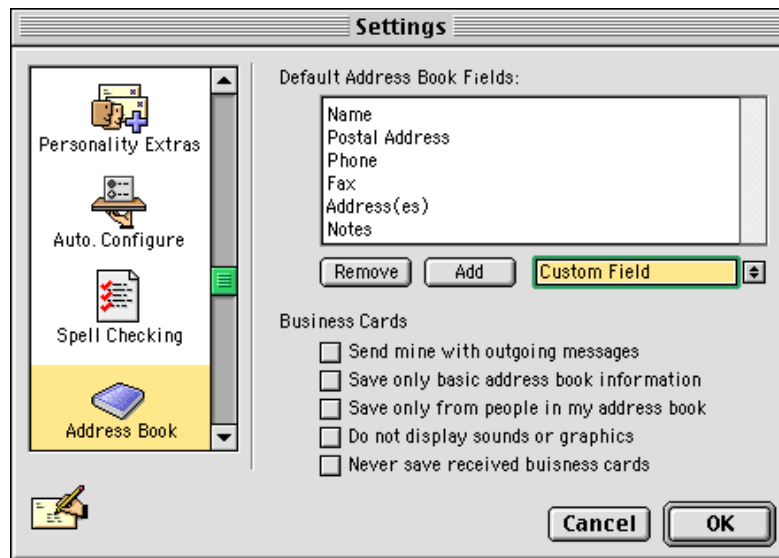 Settings
Personality Extras
Auto. Configure
Spell Checking
Address Book
Default Address Book Fields:
Name
Postal Address
Phone
Fax
Address(es)
Notes
Remove
Add
Custom Field
Business Cards
Send mine with outgoing messages
Save only basic address book information
Save only from people in my address book
Do not display sounds or graphics
Never save received buisness cards
Cancel
OK